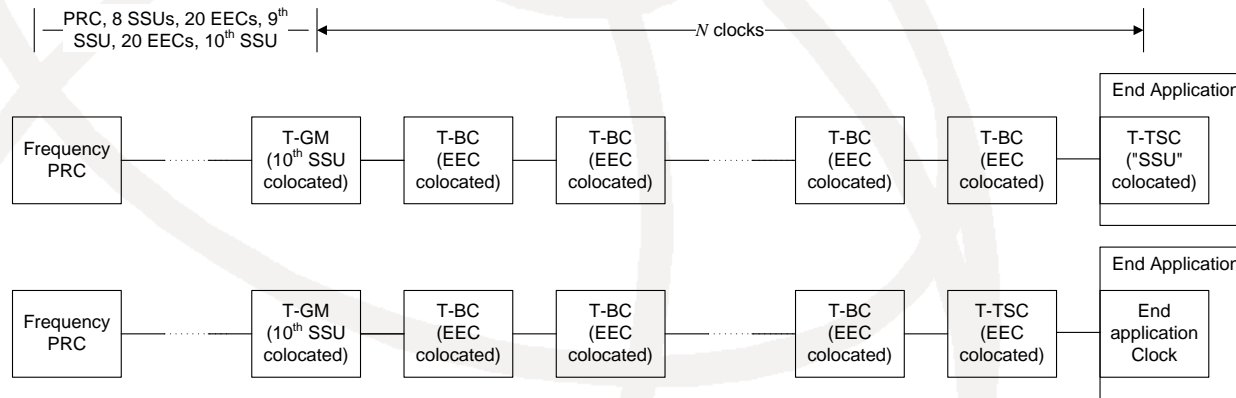 PRC, 8 SSUs, 20 EECs, 9th
SSU, 20 EECs, 10th SSU
N clocks
End Application
Frequency
PRC
T-GM
(10th SSU
colocated)
T-BC
(EEC
colocated)
T-BC
(EEC
colocated)
T-BC
(EEC
colocated)
T-BC
(EEC
colocated)
T-TSC
("SSU"
colocated)
End Application
Frequency
PRC
T-GM
(10th SSU
colocated)
T-BC
(EEC
colocated)
T-BC
(EEC
colocated)
T-BC
(EEC
colocated)
T-TSC
(EEC
colocated)
End
application
Clock